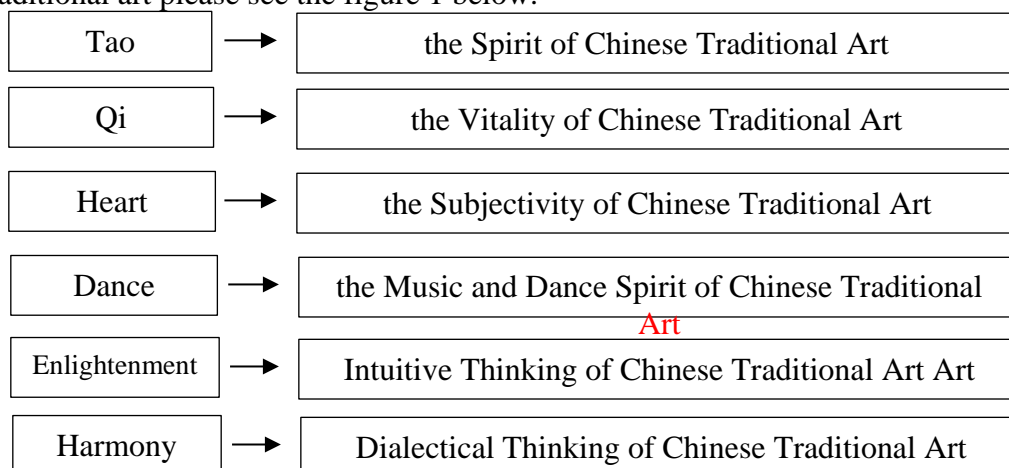 aditional art please see the figure 1 below.
Tao the Spirit of Chinese Traditional Art
Qi the Vitality of Chinese Traditional Art
Heart the Subjectivity of Chinese Traditional Art
Dance the Music and Dance Spirit of Chinese Traditional
Art
Enlightenment Intuitive Thinking of Chinese Traditional Art Art
Harmony Dialectical Thinking of Chinese Traditional Art